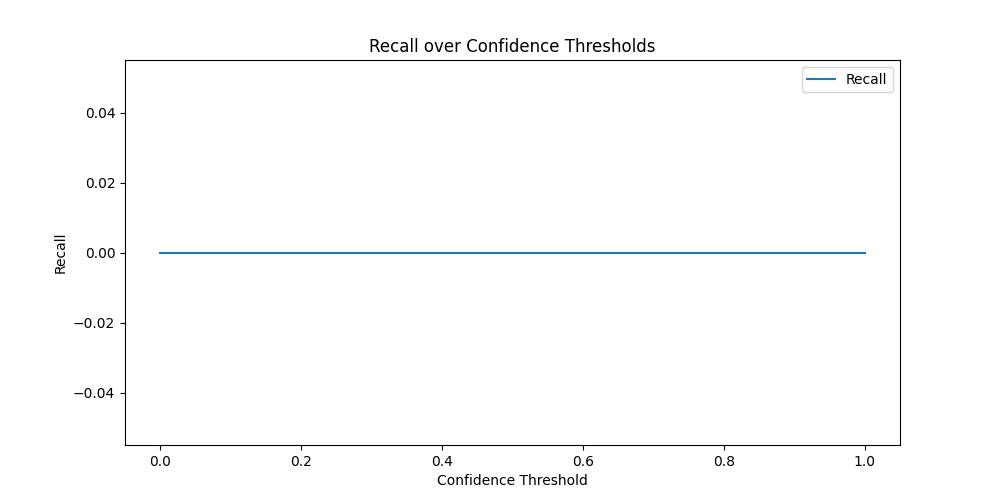 Recall over Confidence Thresholds
Recall
0.04
0.02
0.00
−0.02
−0.04
Recall
0.0 0.2 0.4 0.6 0.8 1.0
Confidence Threshold